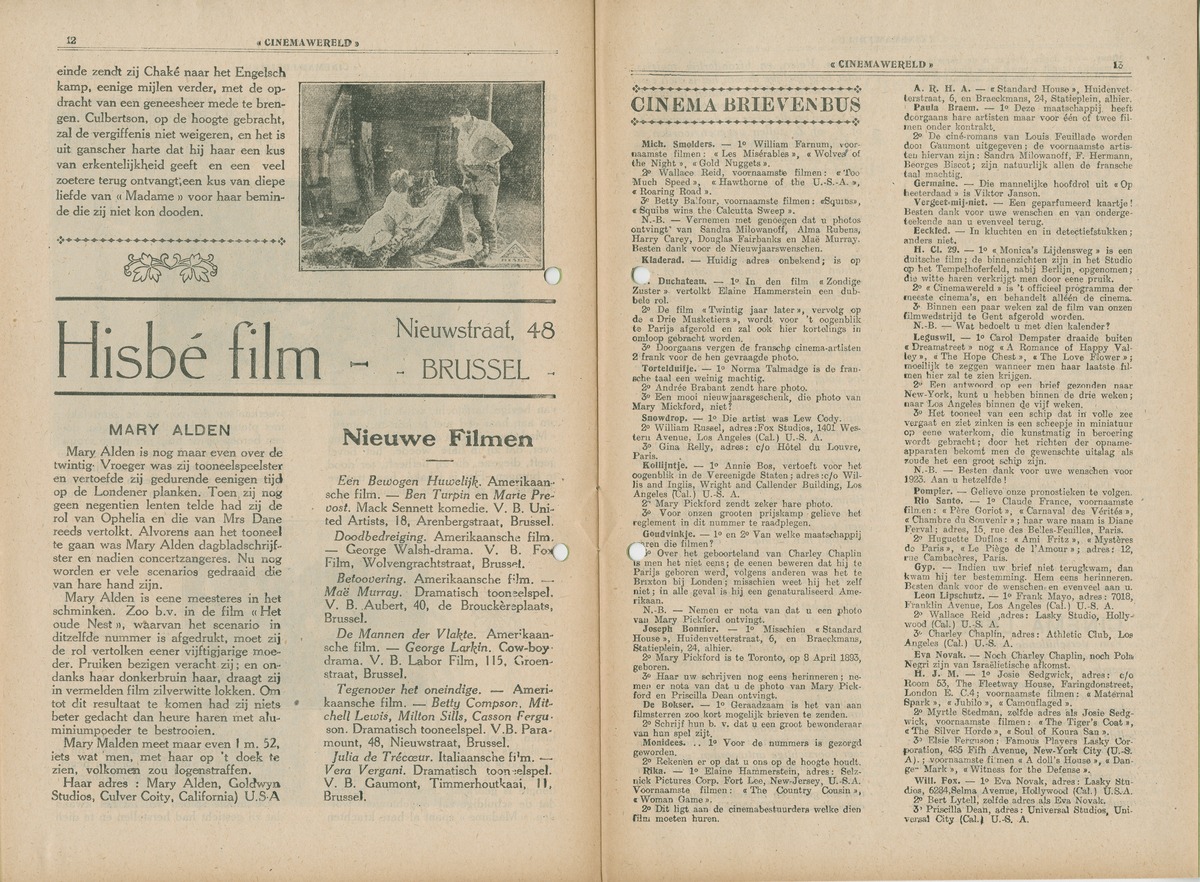 12
« CINEMAWERELD »
einde zendt zij Chaké naar het Engelsch
kamp, eenige mijlen verder, met de op-
dracht van een geneesheer mede te bren-
gen. Culbertson, op de hoogte gebracht,
zal de vergiffenis niet weigeren, en het is
uit ganscher harte dat hij haar een kus
van erkentelijkheid geeft en een veel
zoetere terug ontvangt, een kus van diepe
liefde van « Madame » voor haar bemin-
de die zij niet kon dooden.
Hisbé film - Nieuwstraat, 48
- BRUSSEL -
MARY ALDEN
Mary Alden is nog maar even over de
twintig. Vroeger was zij tooneelspeelster
en vertoefde zij gedurende eenigen tijd
op de Londener planken. Toen zij nog
geen negentien lenten telde had zij de
rol van Ophelia en die van Mrs Dane
reeds vertolkt. Alvorens aan het tooneel
te gaan was Mary Alden dagbladschrijf-
ster en nadien concertzangeres. Nu nog
worden er vele scenarios gedraaid die
van hare hand zijn.
Mary Alden is eene meesteres in het
schminken. Zoo b.v. in de film « Het
oude Nest », waarvan het scenario in
ditzelfde nummer is afgedrukt, moet zij
de rol vertolken eener vijftigjarige moe-
der. Pruiken bezigen veracht zij; en on-
danks haar donkerbruin haar, draagt zij
in vermelden film zilverwitte lokken. Om
tot dit resultaat te komen had zij niets
beter gedacht dan heure haren met alu-
miniumpoeder te bestrooien.
Mary Malden meet maar even 1 m. 52,
iets wat men, met haar op 't doek te
zien, volkomen zou logenstraffen.
Haar adres : Mary Alden, Goldwyn
Studios, Culver Coity, California) U.S.A
Nieuwe Filmen
Eén Bewogen Huwelijk. Amerikaan-
sche film. — Ben Turpin en Marie Pre-
vost. Mack Sennett komedie. V. B. Uni-
ted Artists, 18, Arenbergstraat, Brussel.
Doodbedreiging. Amerikaansche film.
— George Walsh-drama. V. B. Fox
Film, Wolvengrachtstraat, Brussel.
Betoovering. Amerikaansche film. —
Maë Murray. Dramatisch tooneelspel.
V. B. Aubert, 40, de Brouckèreplaats,
Brussel.
De Mannen der Vlakte. Amerikaan-
sche film. — George Larkin. Cow-boy-
drama. V. B. Labor Film, 115, Groen-
straat, Brussel.
Tegenover het oneindige. — Ameri-
kaansche film. — Betty Compson, Mit-
chell Lewis, Milton Sills, Casson Fergu-
son. Dramatisch tooneelspel. V.B. Para-
mount, 48, Nieuwstraat, Brussel.
Julia de Trécœur. Italiaansche film. —
Vera Vergani. Dramatisch tooneelspel.
V. B. Gaumont, Timmerhoutkaai, 11,
Brussel.
« CINEMAWERELD »
13
CINEMA BRIEVENBUS
Mich. Smolders. — 1º William Farnum, voor-
naamste filmen : « Les Misérables », « Wolves of
the Night », « Gold Nuggets ».
2º Wallace Reid, voornaamste filmen : « Too
Much Speed », « Hawthorne of the U.-S.-A. »,
« Roaring Road ».
3º Betty Balfour, voornaamste filmen : «Squibs»,
« Squibs wins the Calcutta Sweep ».
N.-B. — Vernemen met genoegen dat u photos
ontvingt van Sandra Milowanoff, Alma Rubens,
Harry Carey, Douglas Fairbanks en Maë Murray.
Besten dank voor de Nieuwjaarswenschen.
Kladerad. — Huidig adres onbekend; is op
Duchateau. — 1º In den film « Zondige
Zuster » vertolkt Elaine Hammerstein een dub-
bele rol.
2º De film « Twintig jaar later », vervolg op
de « Drie Musketiers », wordt voor 't oogenblik
te Parijs afgerold en zal ook hier kortelings in
omloop gebracht worden.
3º Doorgaans vergen de fransche cinema-artisten
2 frank voor de hen gevraagde photo.
Tortelduifje. — 1º Norma Talmadge is de fran-
sche taal een weinig machtig.
2º Andrée Brabant zendt hare photo.
3º Een mooi nieuwjaarsgeschenk, die photo van
Mary Mickford, niet?
Snowdrop. — 1º Die artist was Lew Cody.
2º William Russel, adres: Fox Studios, 1401 Wes-
tern Avenue, Los Angeles (Cal.) U.-S. A.
3º Gina Relly, adres : c/o Hôtel du Louvre,
Paris.
Kollijntje. — 1º Annie Bos, vertoeft voor het
oogenblik in de Vereenigde Staten; adres: c/o Wil-
lis and Inglis, Wright and Callender Building, Los
Angeles (Cal.) U.-S. A.
2º Mary Pickford zendt zeker hare photo.
3º Voor onzen grooten prijskamp gelieve het
reglement in dit nummer te raadplegen.
Goudvinkje. — 1º en 2º Van welke maatschappij
waren die filmen?
3º Over het geboorteland van Charley Chaplin
is men het niet eens; de eenen beweren dat hij te
Parijs geboren werd, volgens anderen was het te
Brixton bij Londen; misschien weet hij het zelf
niet; in alle geval is hij een genaturaliseerd Ame-
rikaan.
N.-B. — Nemen er nota van dat u een photo
van Mary Pickford ontvingt.
Joseph Bonnier. — 1º Misschien « Standard
House », Huidenvetterstraat, 6, en Braeckmans,
Statieplein, 24, alhier.
2º Mary Pickford is te Toronto, op 8 April 1893,
geboren.
3º Haar uw schrijven nog eens herinneren; ne-
men er nota van dat u de photo van Mary Pick-
ford en Priscilla Dean ontvingt.
De Bokser. — 1º Geraadzaam is het van aan
filmsterren zoo kort mogelijk brieven te zenden.
2º Schrijf hun b. v. dat u een groot bewonderaar
van hun spel zijt.
Monidees. .. 1º Voor de nummers is gezorgd
geworden.
2º Rekenen er op dat u ons op de hoogte houdt.
Rika. — 1º Elaine Hammerstein, adres : Selz-
nick Pictures Corp. Fort Lee, New-Jersey, U.-S. A.
Voornaamste filmen : « The Country Cousin »,
« Woman Game ».
2º Dit ligt aan de cinemabestuurders welke dien
film moeten huren.
A. R. H. A. — « Standard House », Huidenvet-
terstraat, 6, en Braeckmans, 24, Statieplein, alhier.
Paula Braem. — 1º Deze maatschappij heeft
doorgaans hare artisten maar voor één of twee fil-
men onder kontrakt.
2º De ciné-romans van Louis Feuillade worden
door Gaumont uitgegeven; de voornaamste artis-
ten hiervan zijn : Sandra Milowanoff, F. Hermann,
Georges Biscot; zijn natuurlijk allen de fransche
taal machtig.
Germaine. — Die mannelijke hoofdrol uit « Op
heeterdaad » is Viktor Janson.
Vergeet-mij-niet. — Een geparfumeerd kaartje!
Besten dank voor uwe wenschen en van onderge-
teekende aan u eveneel terug.
Eeckled. — In kluchten en in detectiefstukken;
anders niet.
H. Cl. 29. — 1º « Monica's Lijdensweg » is een
duitsche film; de binnenzichten zijn in het Studio
op het Tempelhoferfeld, nabij Berlijn, opgenomen;
die witte haren verkrijgt men door eene pruik.
2º « Cinemawereld » is 't officieel programma der
meeste cinema's, en behandelt alléén de cinema.
3º Binnen een paar weken zal de film van onzen
filmwedstrijd te Gent afgerold worden.
N.-B. — Wat bedoelt u met dien kalender?
Leguswil. — 1º Carol Dempster draaide buiten
« Dreamstreet » nog « A Romance of Happy Val-
ley », « The Hope Chest », « The Love Flower »;
moeilijk te zeggen wanneer men haar laatste fil-
men hier zal te zien krijgen.
2º Een antwoord op een brief gezonden naar
New-York, kunt u hebben binnen de drie weken;
naar Los Angeles binnen de vijf weken.
3º Het tooneel van een schip dat in volle zee
vergaat en ziet zinken is een scheepje in miniatuur
op eene waterkom, die kunstmatig in beroering
wordt gebracht; door het richten der opname-
apparaten bekomt men de gewenschte uitslag als
zoude het een groot schip zijn.
N.-B. — Besten dank voor uwe wenschen voor
1923. Aan u hetzelfde!
Pompier. — Gelieve onze pronostieken te volgen.
Rio Santo. — 1º Claude France, voornaamste
filmen : « Père Goriot », « Carnaval des Vérités »,
« Chambre du Souvenir »; haar ware naam is Diane
Ferval; adres, 15, rue des Belles-Feuilles, Paris.
2º Huguette Duflos : « Ami Fritz », « Mystères
de Paris », « Le Piège de l'Amour »; adres : 12,
rue Cambacères, Paris.
Gyp. — Indien uw brief niet terugkwam, dan
kwam hij ter bestemming. Hem eens herinneren.
Besten dank voor de wenschen en evenveel aan u.
Leon Lipschutz. — 1º Frank Mayo, adres : 7018,
Franklin Avenue, Los Angeles (Cal.) U.-S. A.
2º Wallace Reid, adres : Lasky Studio, Holly-
wood (Cal.) U.-S. A.
3º Charley Chaplin, adres : Athletic Club, Los
Angeles (Cal.) U.-S. A.
Eva Novak. — Noch Charley Chaplin, noch Pola
Negri zijn van Israëlietische afkomst.
H. J. M. — 1º Josie Sedgwick, adres : c/o
Room 53, The Fleetway House, Faringdonstreet,
London E. C.4; voornaamste filmen : « Maternal
Spark », « Jubilo », « Camouflaged ».
2º Myrtle Stedman, zelfde adres als Josie Sedg-
wick, voornaamste filmen : « The Tiger's Coat »,
« The Silver Horde », « Soul of Koura San ».
3º Elsie Ferguson: Famous Players Lasky Cor-
poration, 485 Fifth Avenue, New-York City (U.-S.
A). ; voornaamste filmen « A doll's House », « Dan-
ger Mark », « Witness for the Defense ».
Will. Fox. — 1º Eva Novak, adres : Lasky Stu-
dios, 6284, Selma Avenue, Hollywood (Cal.) U.S.A.
2º Bert Lytell, zelfde adres als Eva Novak.
3º Priscilla Dean, adres : Universal Studios, Uni-
versal City (Cal.) U.-S. A.